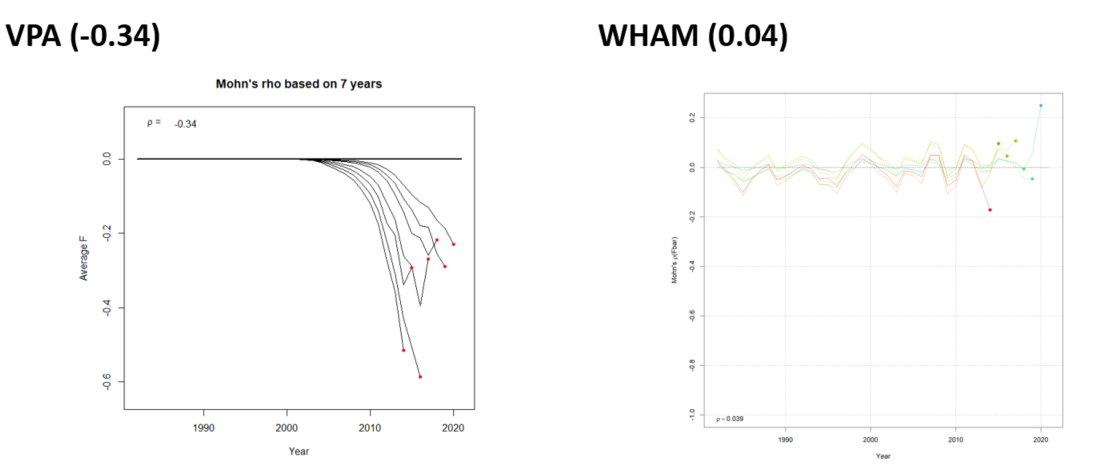 VPA (-0.34)
WHAM (0.04)
Mohn's rho based on 7 years
ρ = -0.34
Average F
0.0
-0.2
-0.4
-0.6
1990 2000 2010 2020
Year
Mohn's ρ(Fbar)
0.2
0.0
-0.2
-0.4
-0.6
-0.8
-1.0
ρ = 0.039
1990 2000 2010 2020
Year